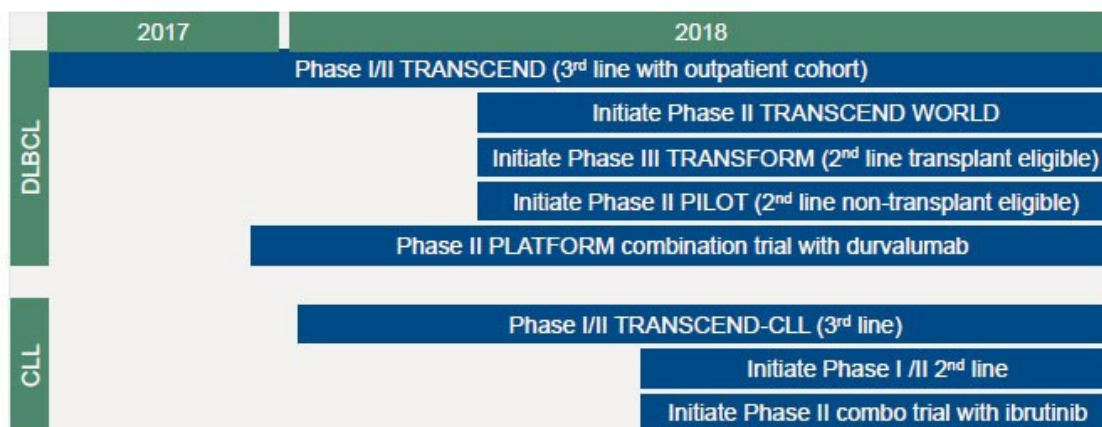 2017
2018
DLBCL
Phase I/II TRANSCEND (3rd line with outpatient cohort)
Initiate Phase II TRANSCEND WORLD
Initiate Phase III TRANSFORM (2nd line transplant eligible)
Initiate Phase II PILOT (2nd line non-transplant eligible)
Phase II PLATFORM combination trial with durvalumab
CLL
Phase I/II TRANSCEND-CLL (3rd line)
Initiate Phase I /II 2nd line
Initiate Phase II combo trial with ibrutinib